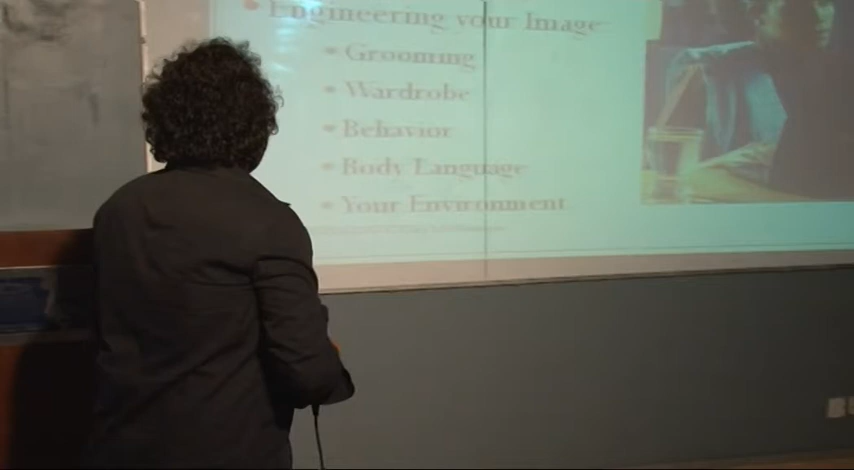 Engineering your Image
Grooming
Wardrobe
Behavior
Body Language
Your Environment